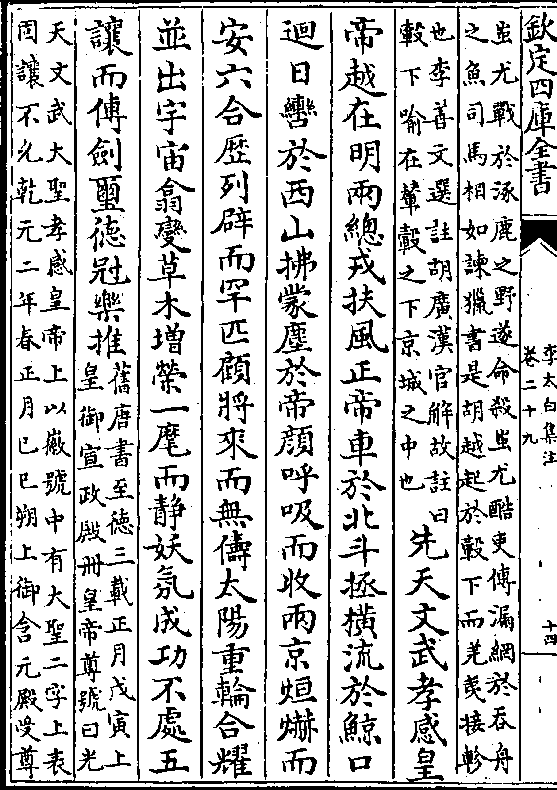 欽定四庫全書
李太白集注
卷二十九
十四
蚩尤戰於涿鹿之野遂命殺蚩尤酷吏傳漏網於吞舟
之魚司馬相如諫獵書是胡越起於轂下而羌夷接軫
也李善文選註胡廣漢官解故註曰
轂下喻在輦轂之下京城之中也
先天文武孝感皇
帝越在明兩總戎扶風正帝車於北斗拯橫流於鯨口
迴日轡於西山拂蒙塵於帝顔呼吸而收兩京烜爀而
安六合歴列辟而罕匹顧將來而無儔太陽重輪合耀
並出宇宙翕變草木増榮一麾而静妖氛成功不處五
讓而傳劍璽徳冠樂推
舊唐書至徳三載正月戊寅上
皇御宣政殿冊皇帝尊號曰光
天文武大聖孝感皇帝上以徽號中有大聖二字上表
固讓不允乾元二年春正月己巳朔上御含元殿受尊